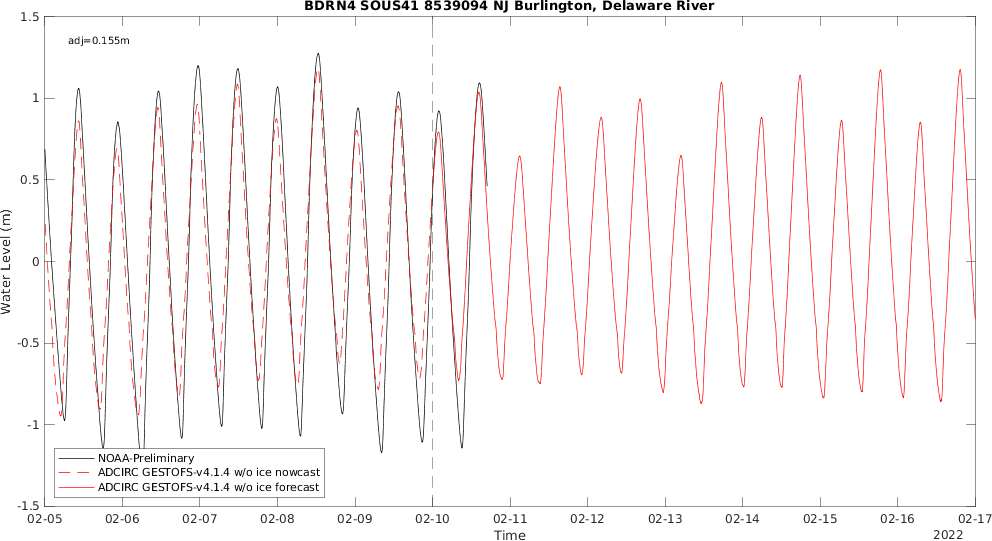 BDRN4 SOUS41 8539094 NJ Burlington, Delaware River
adj=0.155m
1.5
1
0.5
0
-0.5
-1
-1.5
Water Level (m)
NOAA-Preliminary
ADCIRC GESTOFS-v4.1.4 w/o ice nowcast
ADCIRC GESTOFS-v4.1.4 w/o ice forecast
02-05 02-06 02-07 02-08 02-09 02-10 02-11 02-12 02-13 02-14 02-15 02-16 02-17
Time
2022